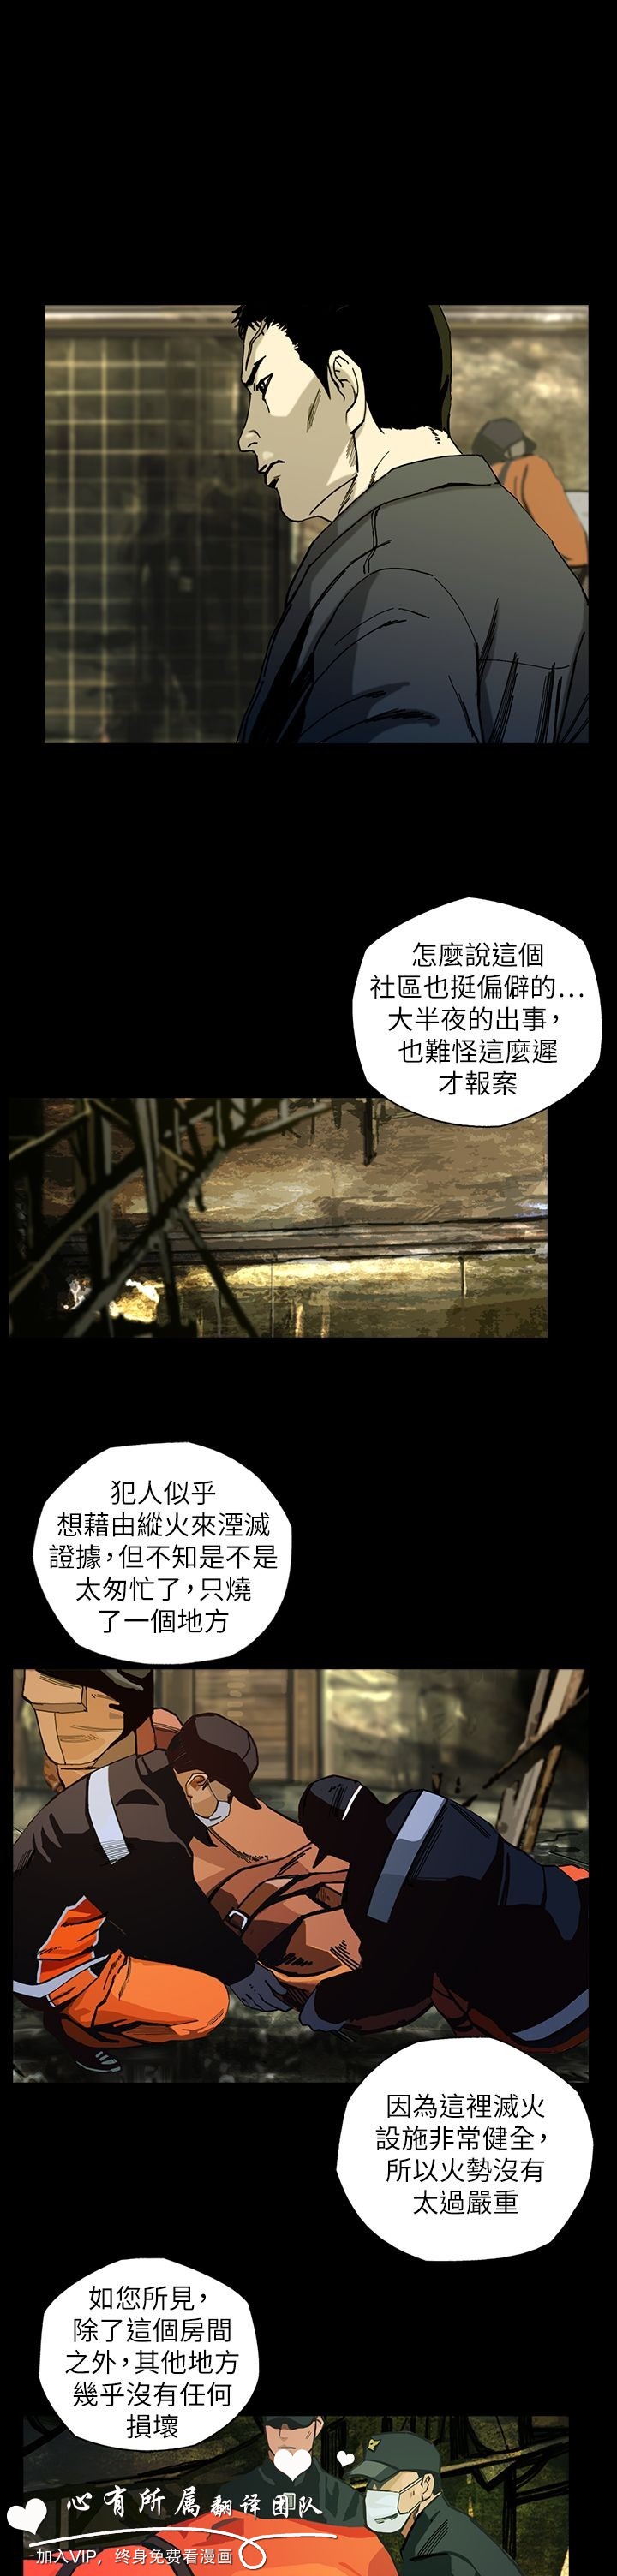 怎麼說這個
社區也挺偏僻的...
大半夜的出事，
也難怪這麼遲
才報案
犯人似乎
想藉由縱火來湮滅
證據，但不知是不是
太匆忙了，只燒
了一個地方
因為這裡滅火
設施非常健全，
所以火勢沒有
太過嚴重
如您所見，
除了這個房間
之外，其他地方
幾乎沒有任何
損壞
心有所属翻译团队
加入VIP，终身免费看漫画